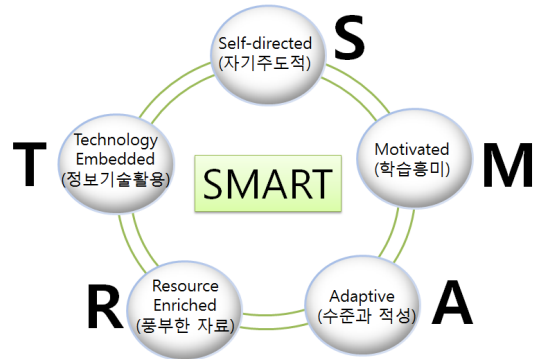 Self-directed
(자기주도적)
S
Motivated
(학습흥미)
M
Adaptive
(수준과 적성)
A
Resource
Enriched
(풍부한 자료)
R
Technology
Embedded
(정보기술활용)
T
SMART